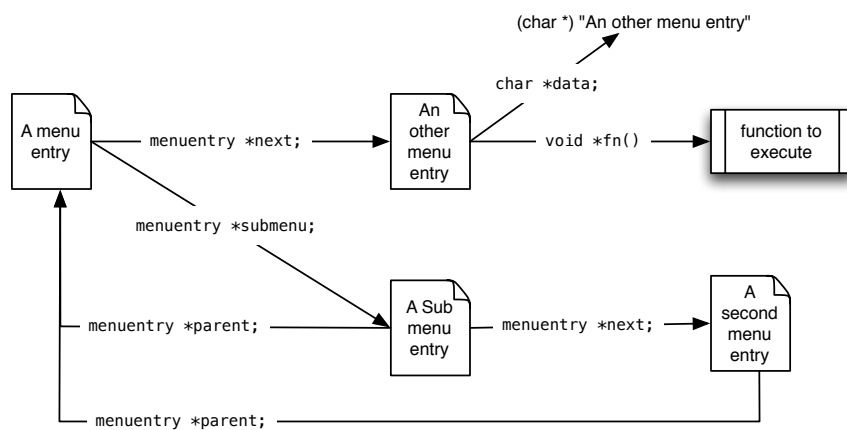 (char *) "An other menu entry"
char *data;
A menu
entry
menuentry *next;
An
other
menu
entry
void *fn()
function to
execute
menuentry *submenu;
menuentry *parent;
A Sub
menu
entry
menuentry *next;
A
second
menu
entry
menuentry *parent;